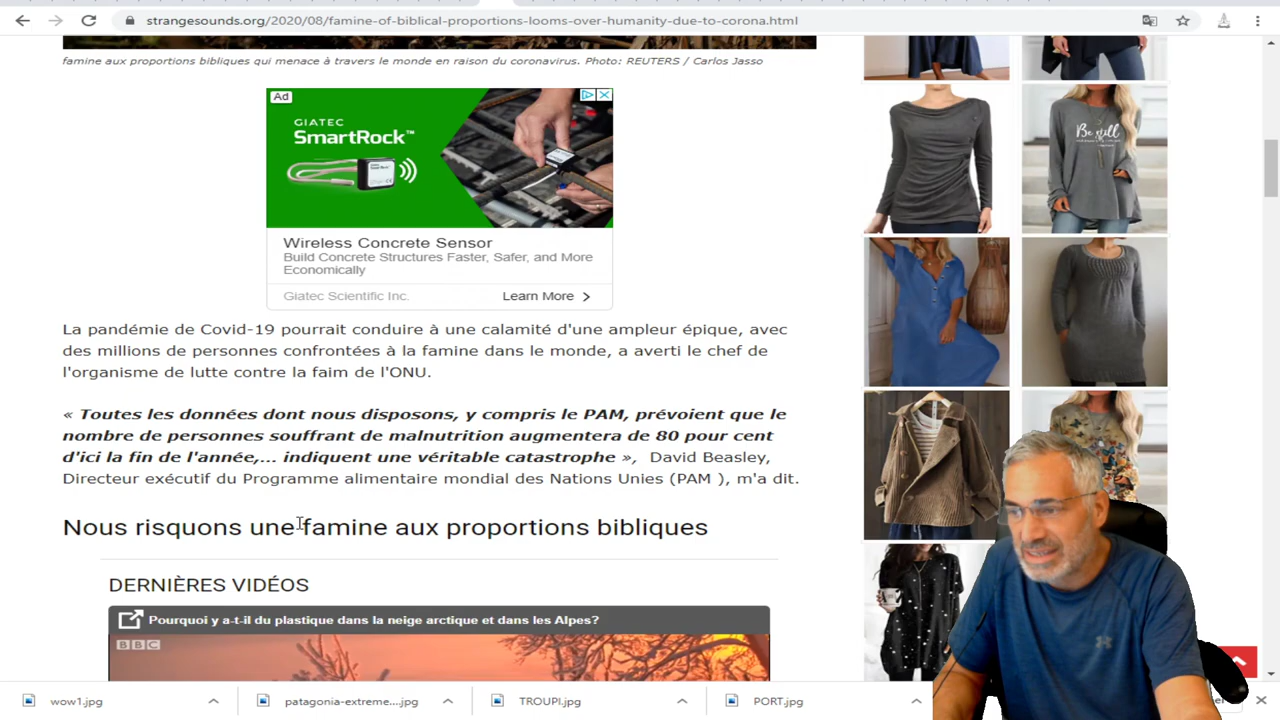 strangesounds.org/2020/08/famine-of-biblical-proportions-looms-over-humanity-due-to-corona.html
famine aux proportions bibliques qui menace à travers le monde en raison du coronavirus. Photo: REUTERS / Carlos Jasso
Ad
GIATEC
SmartRock™
Wireless Concrete Sensor
Build Concrete Structures Faster, Safer, and More
Economically
Giatec Scientific Inc.
Learn More
Be still
La pandémie de Covid-19 pourrait conduire à une calamité d'une ampleur épique, avec
des millions de personnes confrontées à la famine dans le monde, a averti le chef de
l'organisme de lutte contre la faim de l'ONU.
« Toutes les données dont nous disposons, y compris le PAM, prévoient que le
nombre de personnes souffrant de malnutrition augmentera de 80 pour cent
d'ici la fin de l'année,... indiquent une véritable catastrophe », David Beasley,
Directeur exécutif du Programme alimentaire mondial des Nations Unies (PAM ), m'a dit.
Nous risquons une famine aux proportions bibliques
DERNIÈRES VIDÉOS
Pourquoi y a-t-il du plastique dans la neige arctique et dans les Alpes?
BBC
wow1.jpg
patagonia-extreme....jpg
TROUPI.jpg
PORT.jpg